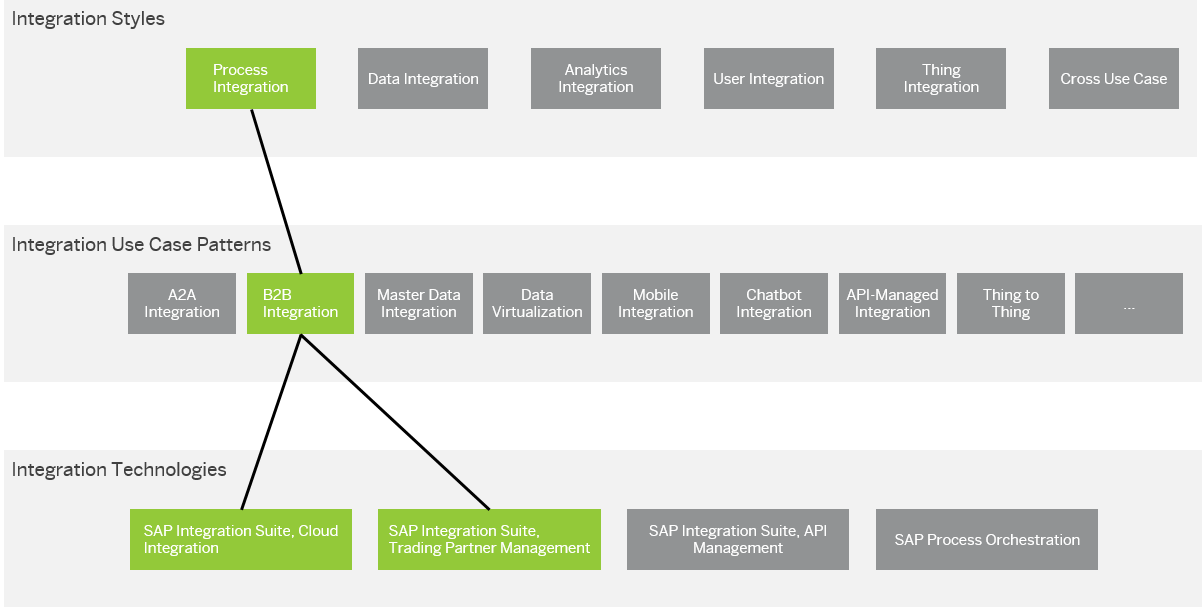 Integration Styles
Process
Integration
Data Integration
Analytics
Integration
User Integration
Thing
Integration
Cross Use Case
Integration Use Case Patterns
A2A
Integration
B2B
Integration
Master Data
Integration
Data
Virtualization
Mobile
Integration
Chatbot
Integration
API-Managed
Integration
Thing to
Thing
...
Integration Technologies
SAP Integration Suite, Cloud
Integration
SAP Integration Suite,
Trading Partner Management
SAP Integration Suite, API
Management
SAP Process Orchestration